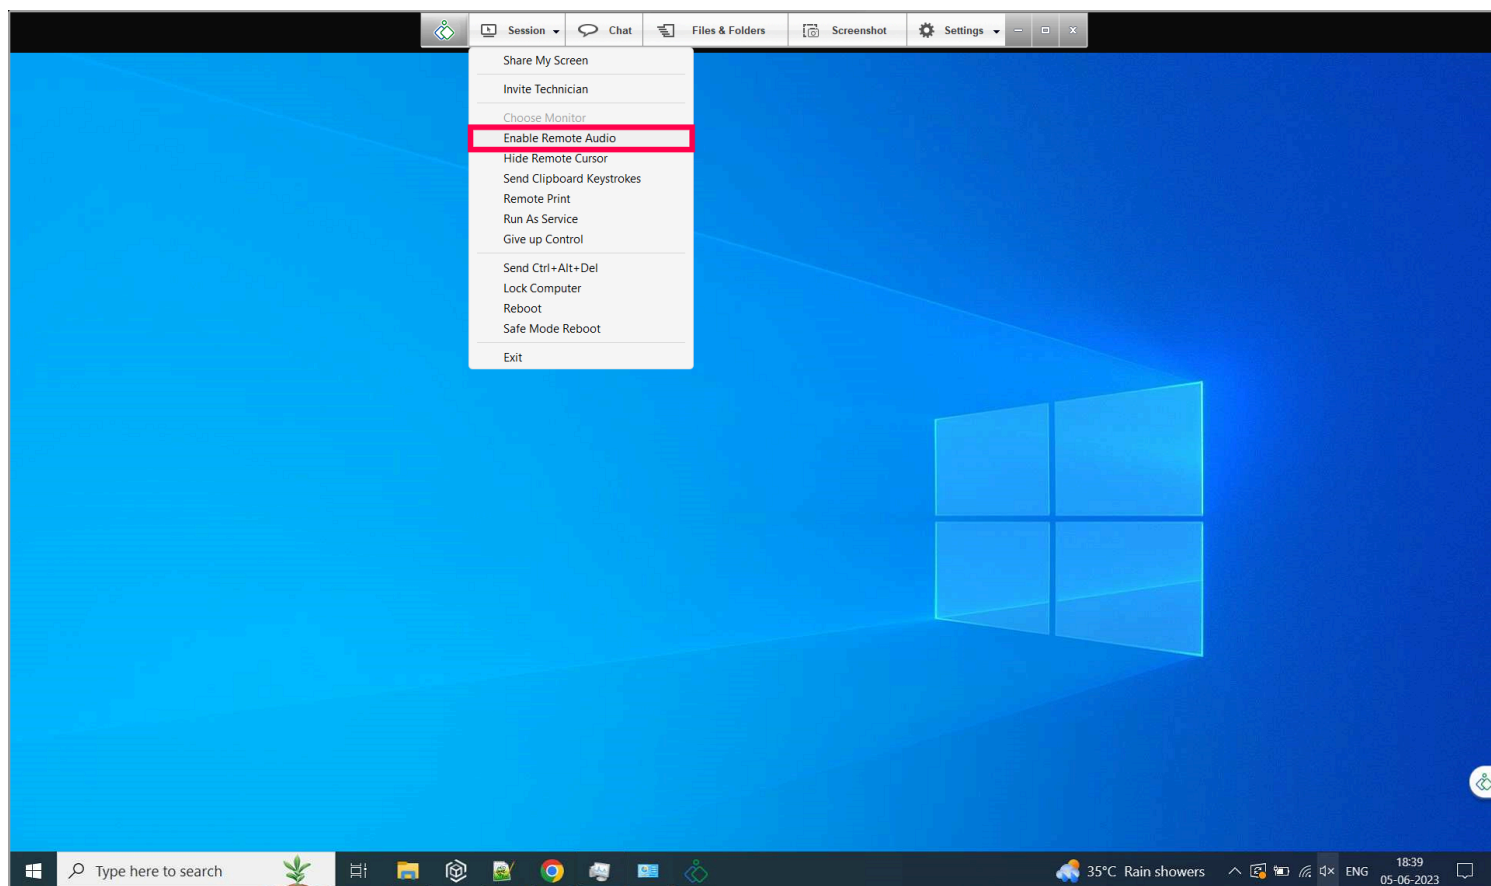 Session Chat Files & Folders Screenshot Settings
Share My Screen
Invite Technician
Choose Monitor
Enable Remote Audio
Hide Remote Cursor
Send Clipboard Keystrokes
Remote Print
Run As Service
Give up Control
Send Ctrl+Alt+Del
Lock Computer
Reboot
Safe Mode Reboot
Exit
Type here to search
35°C Rain showers
ENG
18:39
05-06-2023